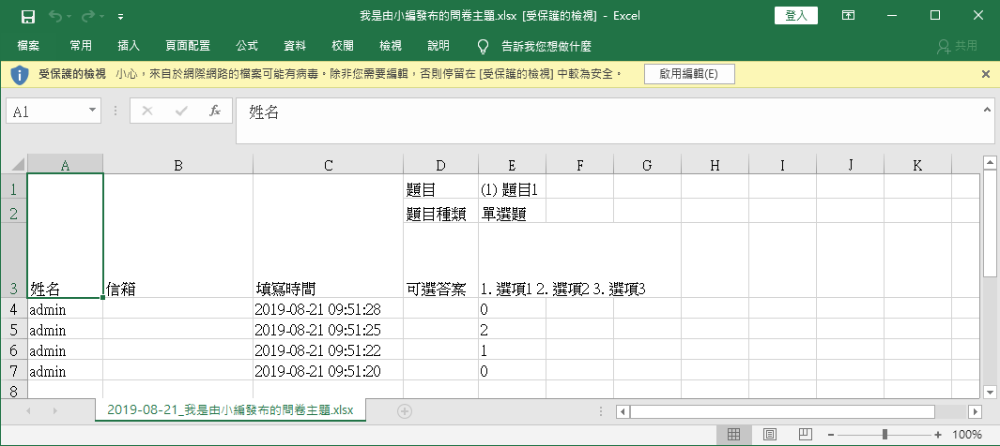 我是由小編發布的問卷主題.xlsx [受保護的檢視] - Excel
登入
檔案 常用 插入 頁面配置 公式 資料 校閱 檢視 說明 告訴我您想做什麼 共用
受保護的檢視 小心，來自於網際網路的檔案可能有病毒。除非您需要編輯，否則停留在 [受保護的檢視] 中較為安全。 啟用編輯(E)
A1 fx 姓名
A B C D E F G H I J K
1 題目 (1) 題目1
2 題目種類 單選題
3 姓名 信箱 填寫時間 可選答案 1. 選項1 2. 選項2 3. 選項3
4 admin 2019-08-21 09:51:28 0
5 admin 2019-08-21 09:51:25 2
6 admin 2019-08-21 09:51:22 1
7 admin 2019-08-21 09:51:20 0
8
2019-08-21_我是由小編發布的問卷主題.xlsx
100%